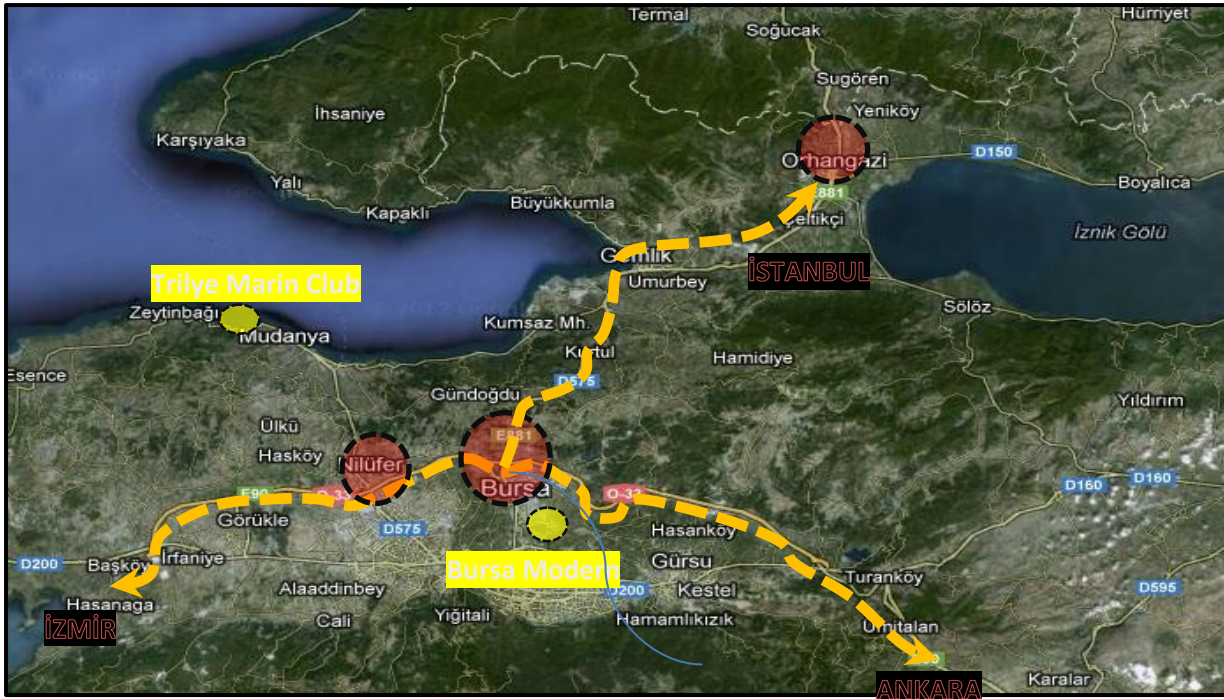 Termal
Hürriyet
Soğucak
Sugören
Yeniköy
İhsaniye
Karşıyaka
Orhangazi
D150
Yalı
Boyalıca
E881
Kapaklı
Büyükkumla
Çeltikçi
İznik Gölü
Gemlik
İSTANBUL
Umurbey
Trilye Marin Club
Zeytinbağı
Mudanya
Kumsaz Mh.
Sölöz
Kurtul
Hamidiye
Esence
D575
Gündoğdu
Yıldırım
Ülkü
E881
Hasköy
Nilüfer
D160
D160
E90
O-33
Bursa
O-33
Görükle
D575
Hasanköy
D200
Başköy
İrfaniye
Bursa Modern
Gürsu
Turanköy
Alaaddinbey
D200
Kestel
D595
Hasanaga
İZMİR
Cali
Yiğitali
Hamamlıkızık
Ümitalan
Karalar
ANKARA